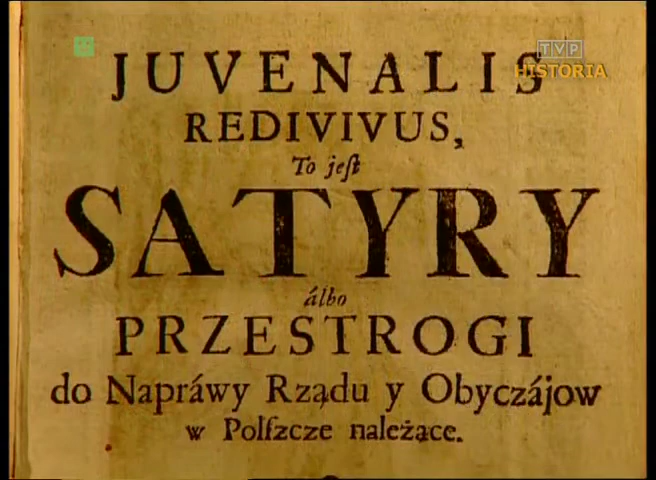 TVP
HISTORIA
JUVENALIS
REDIVIVUS,
To jeſt
SATYRY
álbo
PRZESTROGI
do Napráwy Rządu y Obyczájow
w Polſzcze należące.